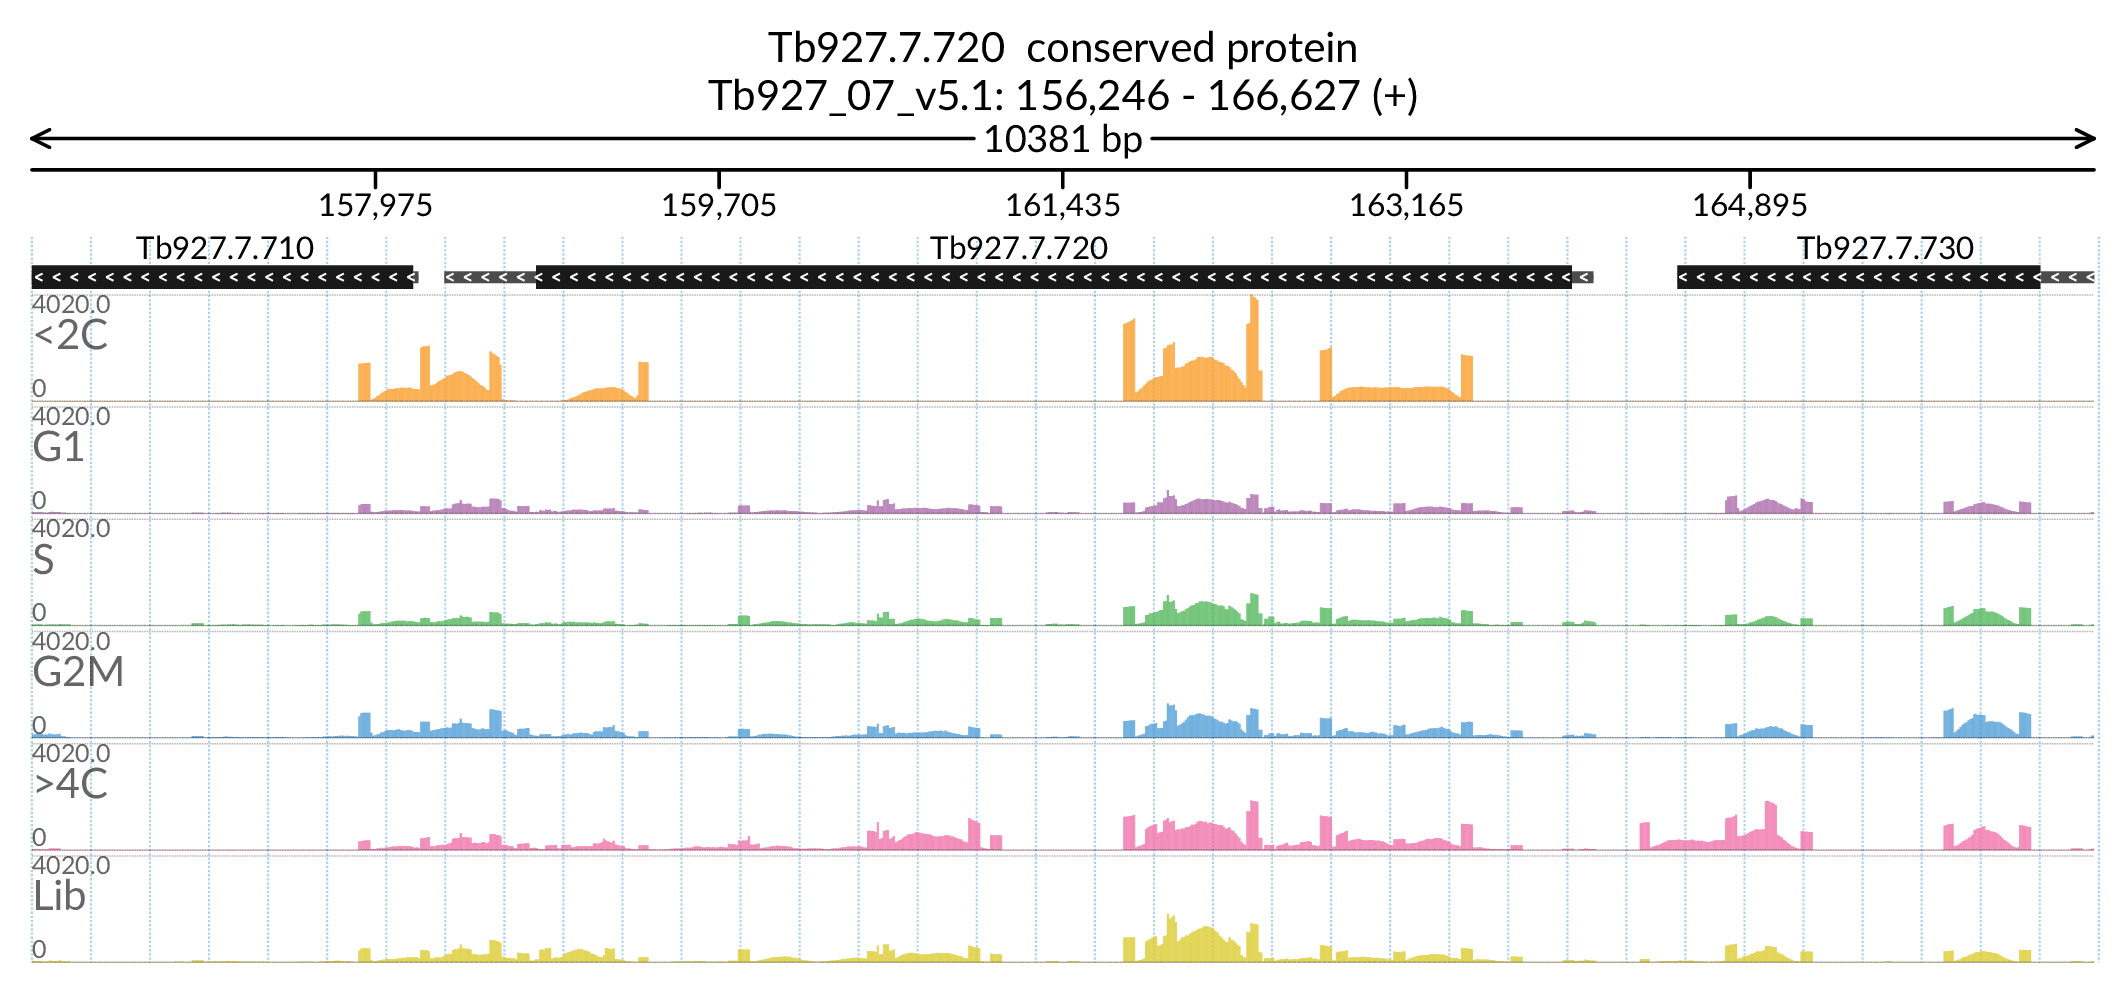 Tb927.7.720  conserved protein
Tb927_07_v5.1: 156,246 - 166,627 (+)
10381 bp
157,975 159,705 161,435 163,165 164,895
Tb927.7.710 Tb927.7.720 Tb927.7.730
4020.0
<2C
0
4020.0
G1
0
4020.0
S
0
4020.0
G2M
0
4020.0
>4C
0
4020.0
Lib
0